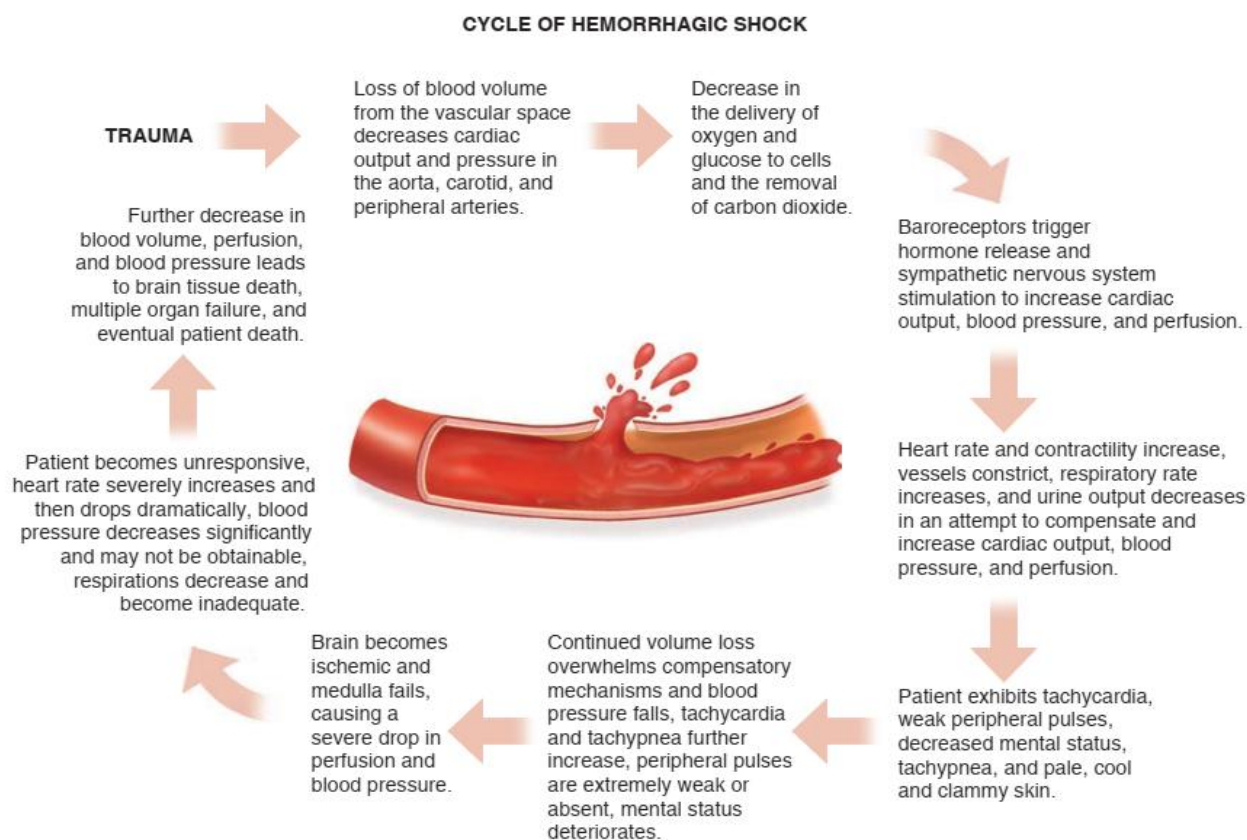 CYCLE OF HEMORRHAGIC SHOCK
TRAUMA
Loss of blood volume
from the vascular space
decreases cardiac
output and pressure in
the aorta, carotid, and
peripheral arteries.
Decrease in
the delivery of
oxygen and
glucose to cells
and the removal
of carbon dioxide.
Baroreceptors trigger
hormone release and
sympathetic nervous system
stimulation to increase cardiac
output, blood pressure, and perfusion.
Heart rate and contractility increase,
vessels constrict, respiratory rate
increases, and urine output decreases
in an attempt to compensate and
increase cardiac output, blood
pressure, and perfusion.
Patient exhibits tachycardia,
weak peripheral pulses,
decreased mental status,
tachypnea, and pale, cool
and clammy skin.
Continued volume loss
overwhelms compensatory
mechanisms and blood
pressure falls, tachycardia
and tachypnea further
increase, peripheral pulses
are extremely weak or
absent, mental status
deteriorates.
Brain becomes
ischemic and
medulla fails,
causing a
severe drop in
perfusion and
blood pressure.
Patient becomes unresponsive,
heart rate severely increases and
then drops dramatically, blood
pressure decreases significantly
and may not be obtainable,
respirations decrease and
become inadequate.
Further decrease in
blood volume, perfusion,
and blood pressure leads
to brain tissue death,
multiple organ failure, and
eventual patient death.